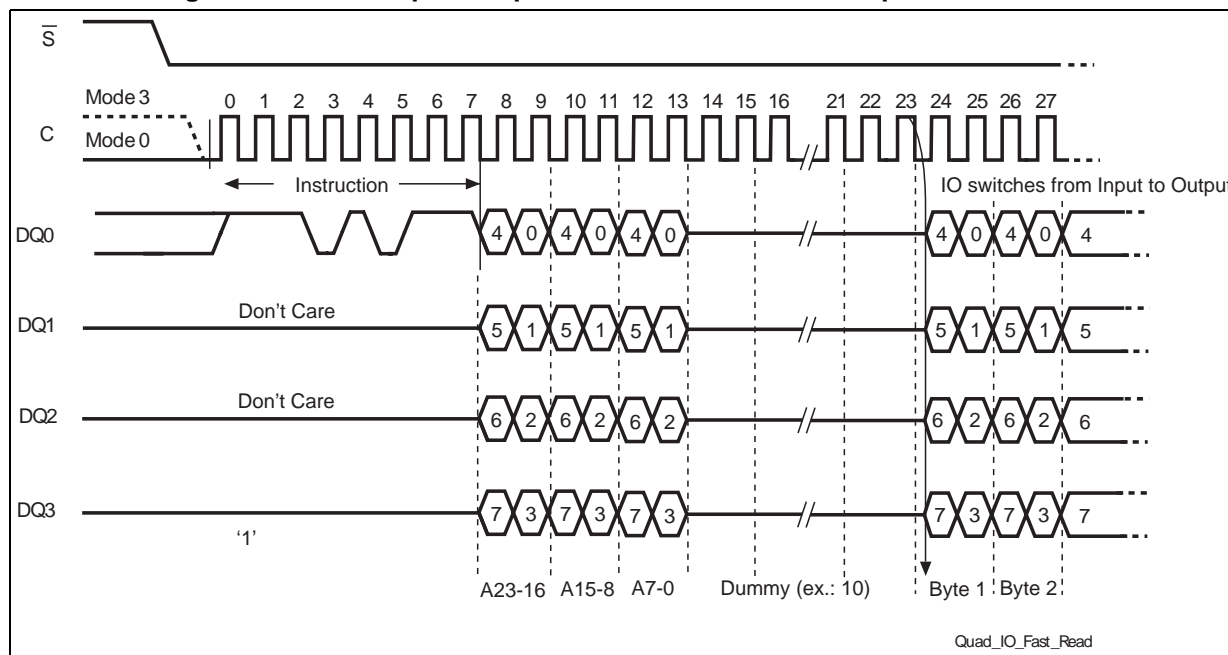 S
Mode 3
0 1 2 3 4 5 6 7 8 9 10 11 12 13 14 15 16 21 22 23 24 25 26 27
C
Mode 0
Instruction
IO switches from Input to Output
DQ0
4 0 4 0 4 0 4 0 4 0 4
Don't Care
DQ1
5 1 5 1 5 1 5 1 5 1 5
Don't Care
DQ2
6 2 6 2 6 2 6 2 6 2 6
DQ3
7 3 7 3 7 3 7 3 7 3 7
‘1’
A23-16 A15-8 A7-0 Dummy (ex.: 10) Byte 1 Byte 2
Quad_IO_Fast_Read